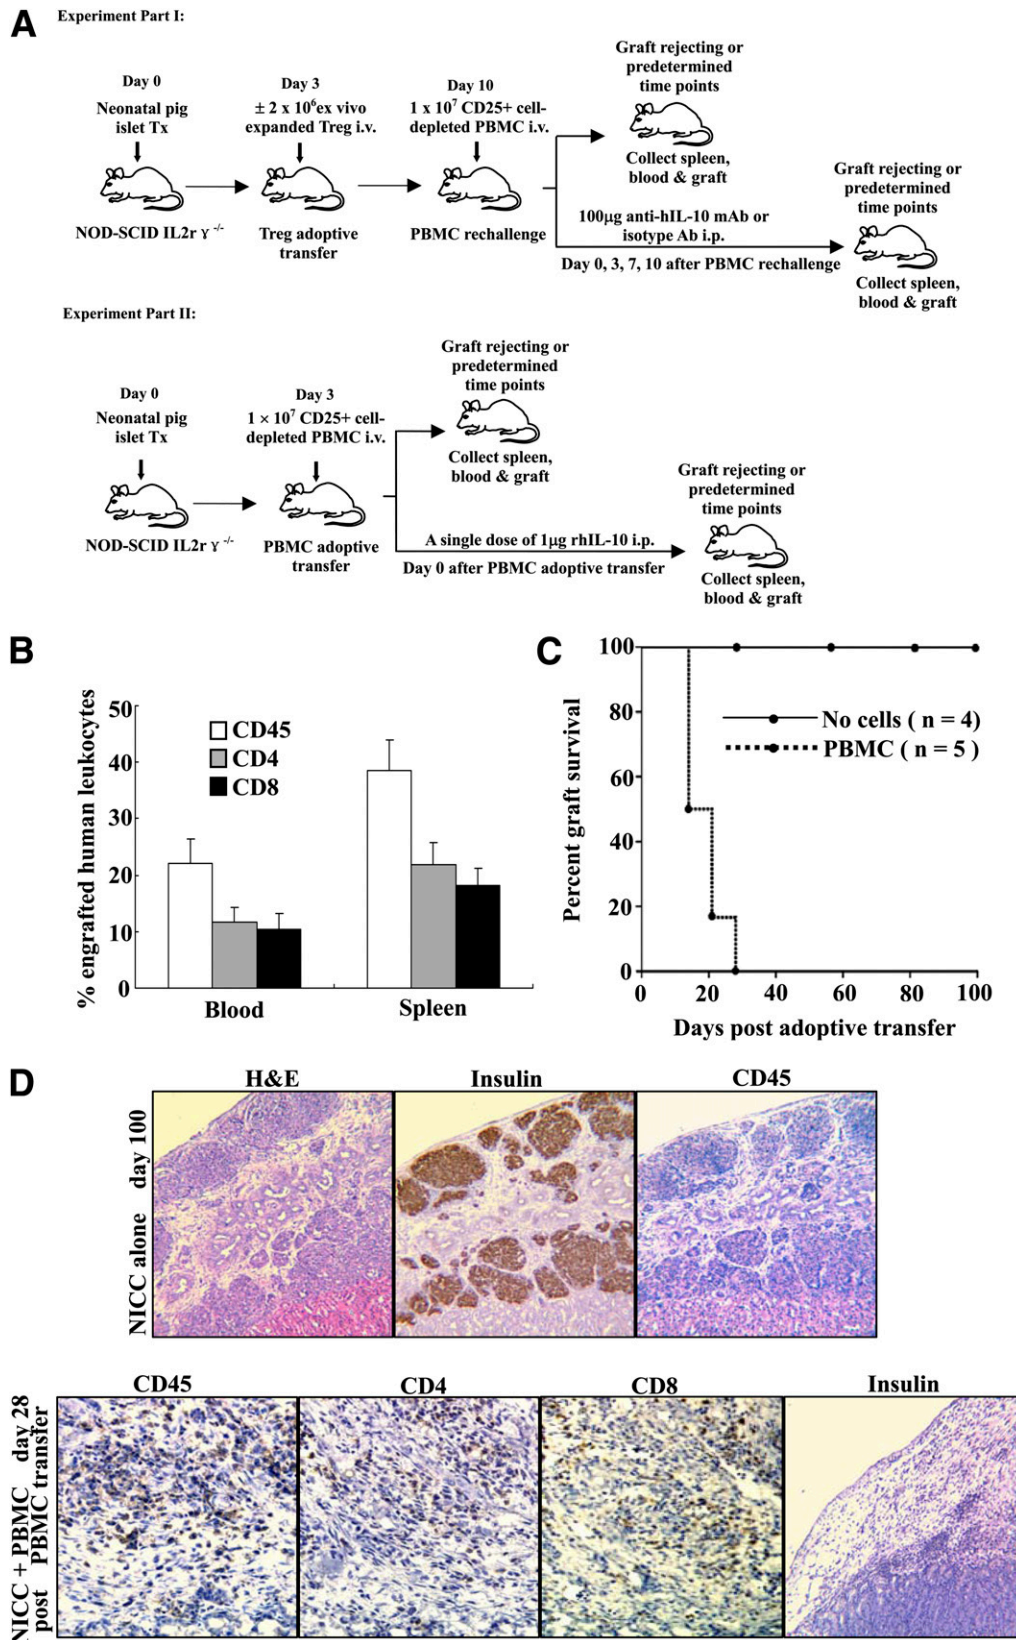 A
Experiment Part I:
Day 0
Neonatal pig
islet Tx
NOD-SCID IL2r γ -/-
Day 3
± 2 x 10⁶ex vivo
expanded Treg i.v.
Treg adoptive
transfer
Day 10
1 x 10⁷ CD25+ cell-
depleted PBMC i.v.
PBMC rechallenge
Graft rejecting or
predetermined
time points
Collect spleen,
blood & graft
100μg anti-hIL-10 mAb or
isotype Ab i.p.
Day 0, 3, 7, 10 after PBMC rechallenge
Graft rejecting or
predetermined
time points
Collect spleen,
blood & graft
Experiment Part II:
Day 0
Neonatal pig
islet Tx
NOD-SCID IL2r γ -/-
Day 3
1 × 10⁷ CD25+ cell-
depleted PBMC i.v.
PBMC adoptive
transfer
Graft rejecting or
predetermined
time points
Collect spleen,
blood & graft
A single dose of 1μg rhIL-10 i.p.
Day 0 after PBMC adoptive transfer
Graft rejecting or
predetermined
time points
Collect spleen,
blood & graft
B
% engrafted human leukocytes
50
40
30
20
10
0
CD45
CD4
CD8
Blood
Spleen
C
Percent graft survival
100
80
60
40
20
0
No cells ( n = 4)
PBMC ( n = 5 )
0 20 40 60 80 100
Days post adoptive transfer
D
H&E
Insulin
CD45
NICC alone day 100
CD45
CD4
CD8
Insulin
NICC + PBMC day 28
post PBMC transfer